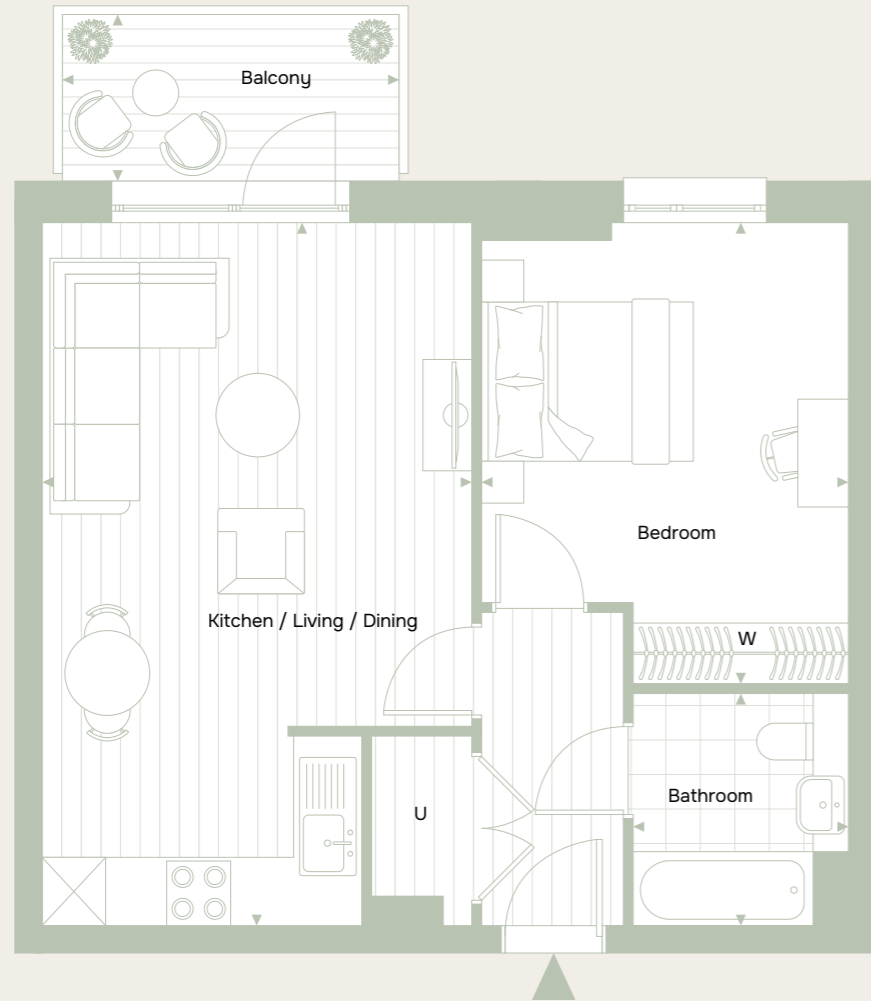 Balcony
Bedroom
Kitchen / Living / Dining
W
Bathroom
U